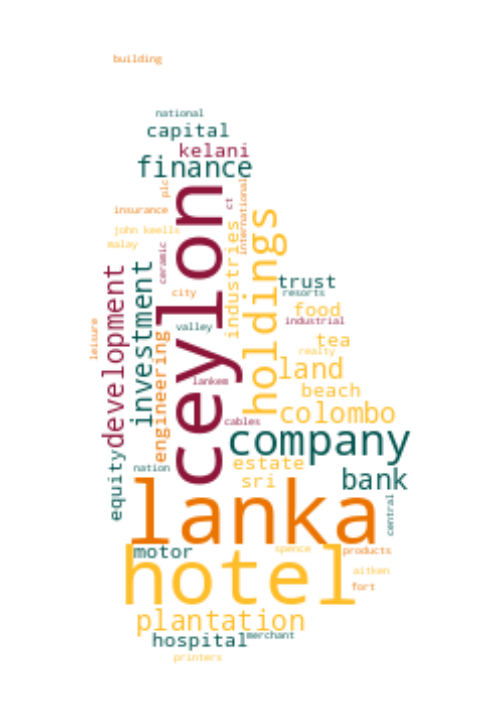 building
national
capital
kelani
finance
plc
ct
international
insurance
john keells
malay
ceylon
holdings
industries
ceramic
development
investment
trust
city
resorts
food
industrial
valley
engineering
leisure
tea
realty
land
lankem
beach
colombo
cables
company
equity
estate
nation
sri
bank
lanka
central
motor
spence
products
hotel
aitken
fort
plantation
hospital
merchant
printers